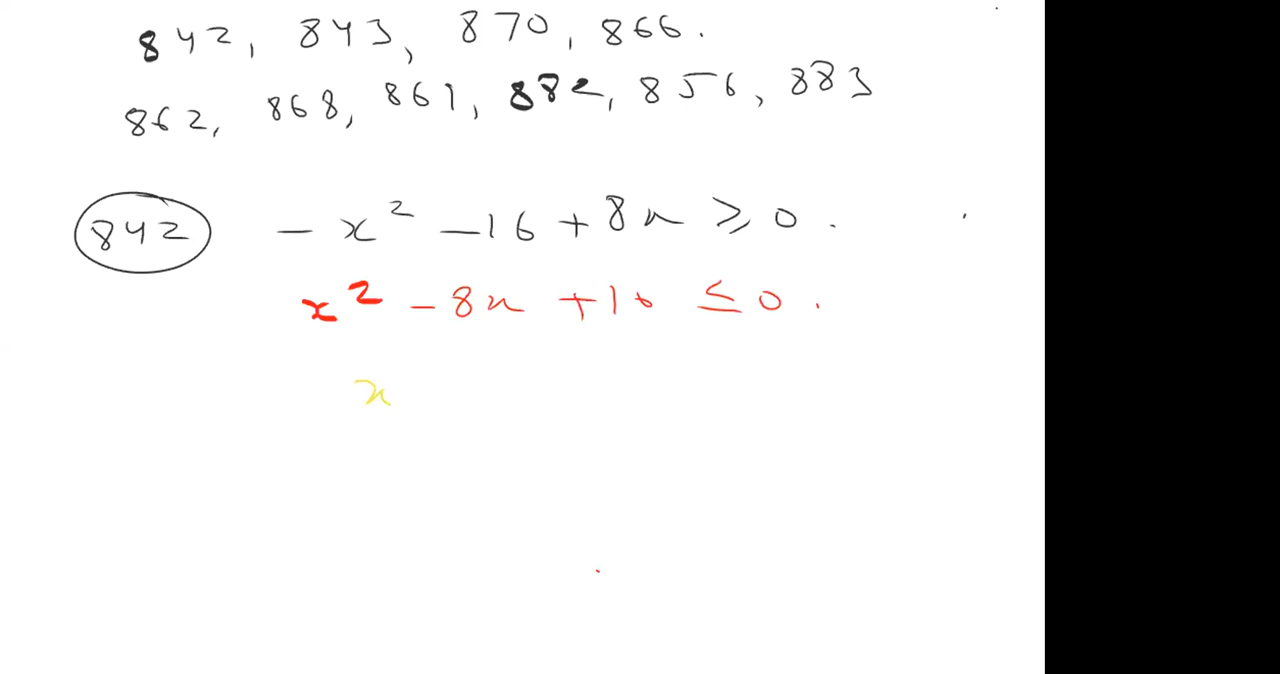 842, 843, 870, 866.
862, 868, 861, 882, 856, 883
842 - x² - 16 + 8x ≥ 0.
x² - 8x + 16 ≤ 0.
x